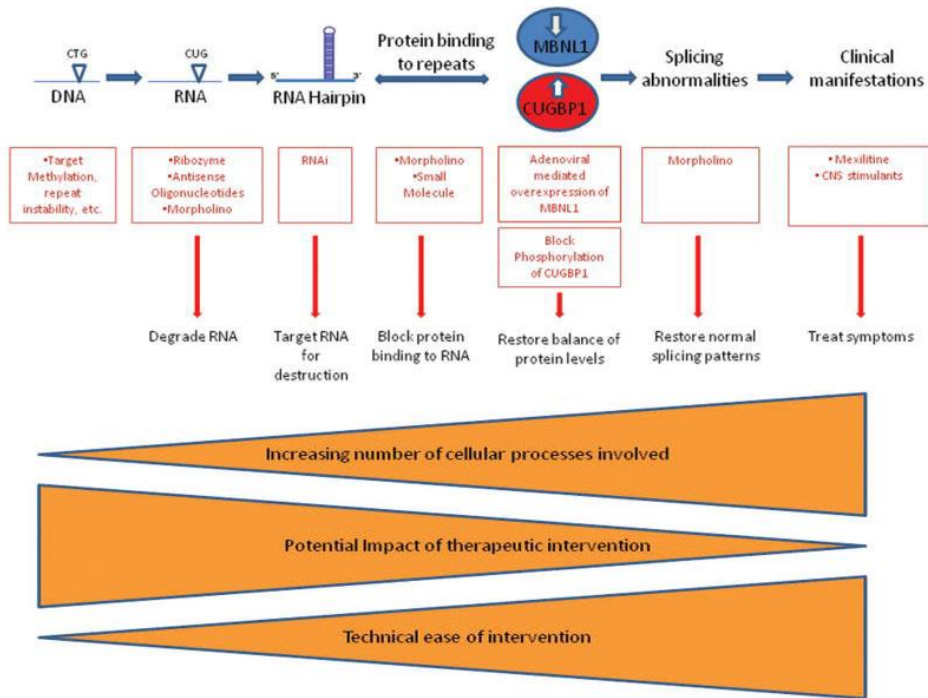 CTG
DNA
CUG
RNA
5'
3'
RNA Hairpin
Protein binding
to repeats
MBNL1
CUGBP1
Splicing
abnormalities
Clinical
manifestations
•Target
Methylation,
repeat
instability, etc.
•Ribozyme
•Antisense
Oligonucleotides
•Morpholino
RNAi
•Morpholino
•Small
Molecule
Adenoviral
mediated
overexpression of
MBNL1
Block
Phosphorylation
of CUGBP1
Morpholino
•Mexilitine
•CNS stimulants
Degrade RNA
Target RNA
for
destruction
Block protein
binding to RNA
Restore balance of
protein levels
Restore normal
splicing patterns
Treat symptoms
Increasing number of cellular processes involved
Potential Impact of therapeutic intervention
Technical ease of intervention